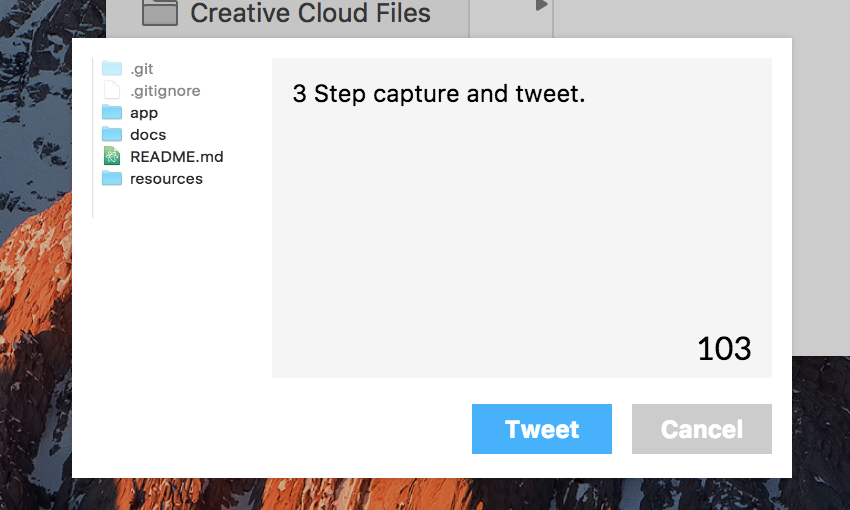 Creative Cloud Files
.git
.gitignore
app
docs
README.md
resources
3 Step capture and tweet.
103
Tweet
Cancel